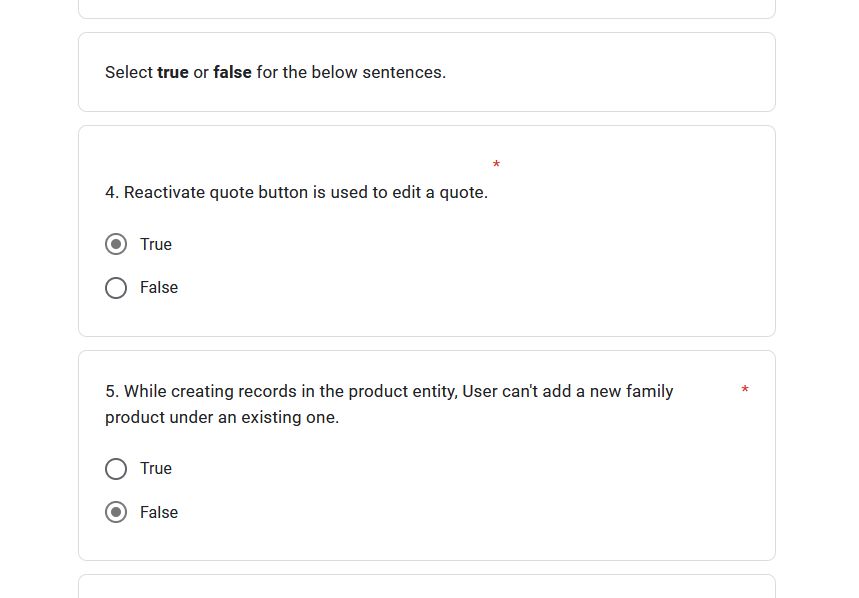 Select true or false for the below sentences.
*
4. Reactivate quote button is used to edit a quote.
True
False
5. While creating records in the product entity, User can't add a new family *
product under an existing one.
True
False